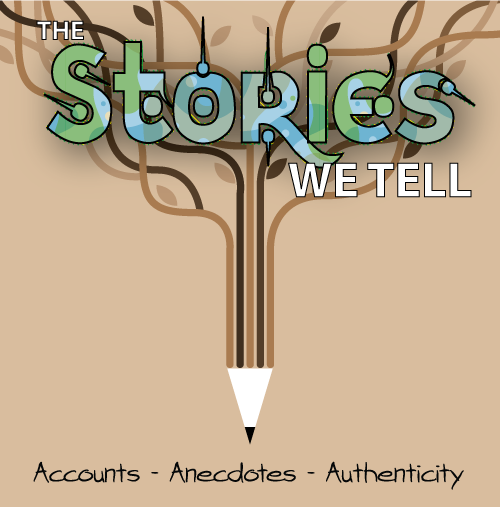 THE
StoRies
WE TELL
Accounts - Anecdotes - Authenticity